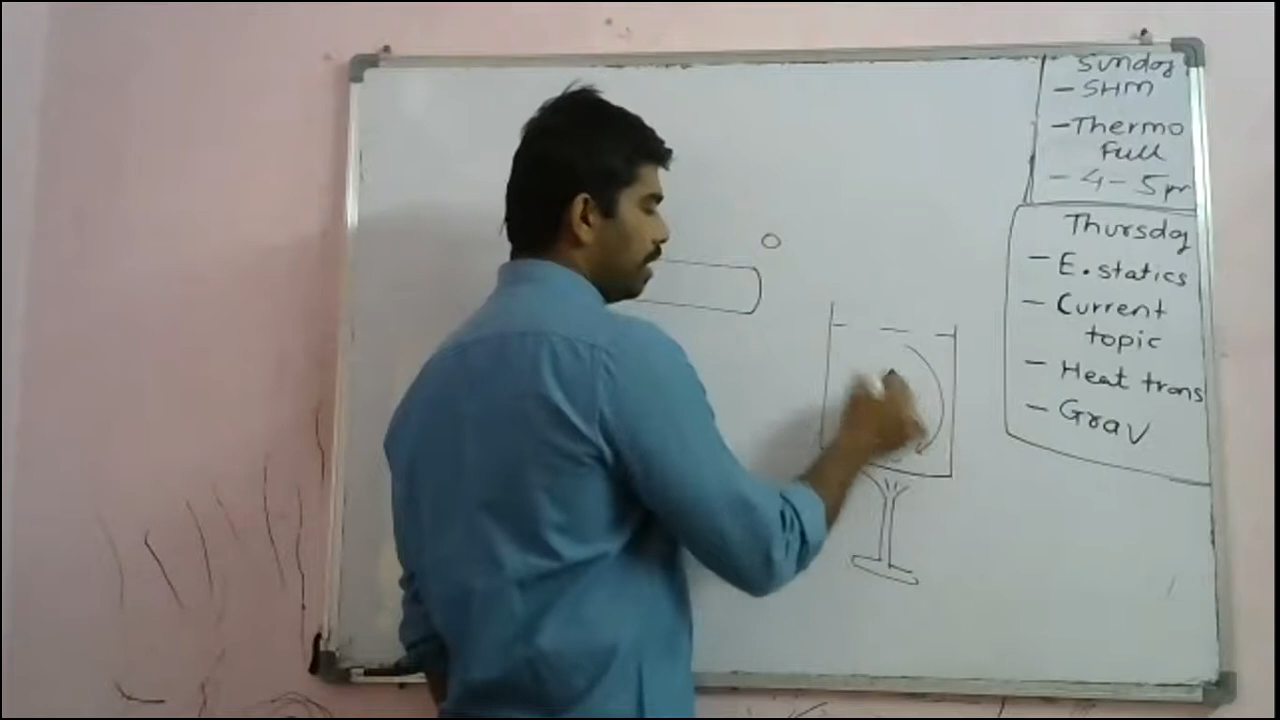 Sunday
- SHM
- Thermo
Full
- 4 - 5 pm
Thursday
- E. statics
- Current
topic
- Heat trans
- Grav